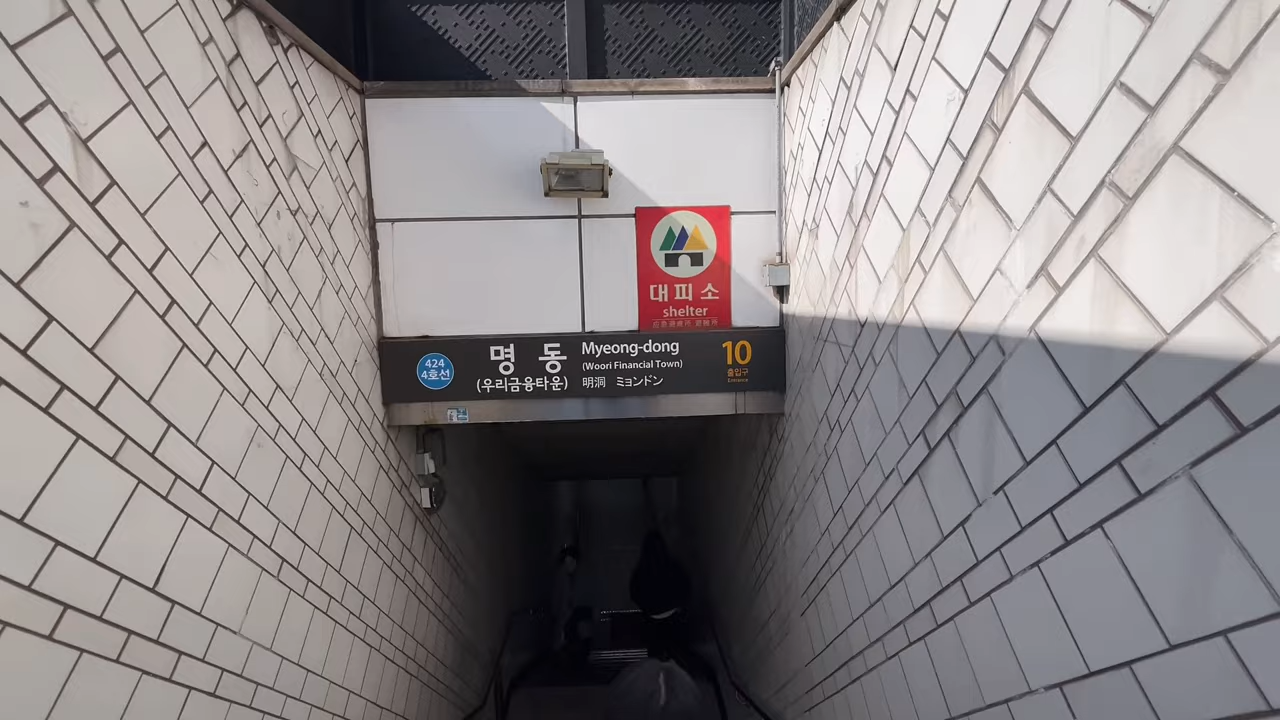 대피소
shelter
424
4호선
명동
(우리금융타운)
Myeong-dong
(Woori Financial Town)
明洞 ミョンドン
10
출입구
Entrance